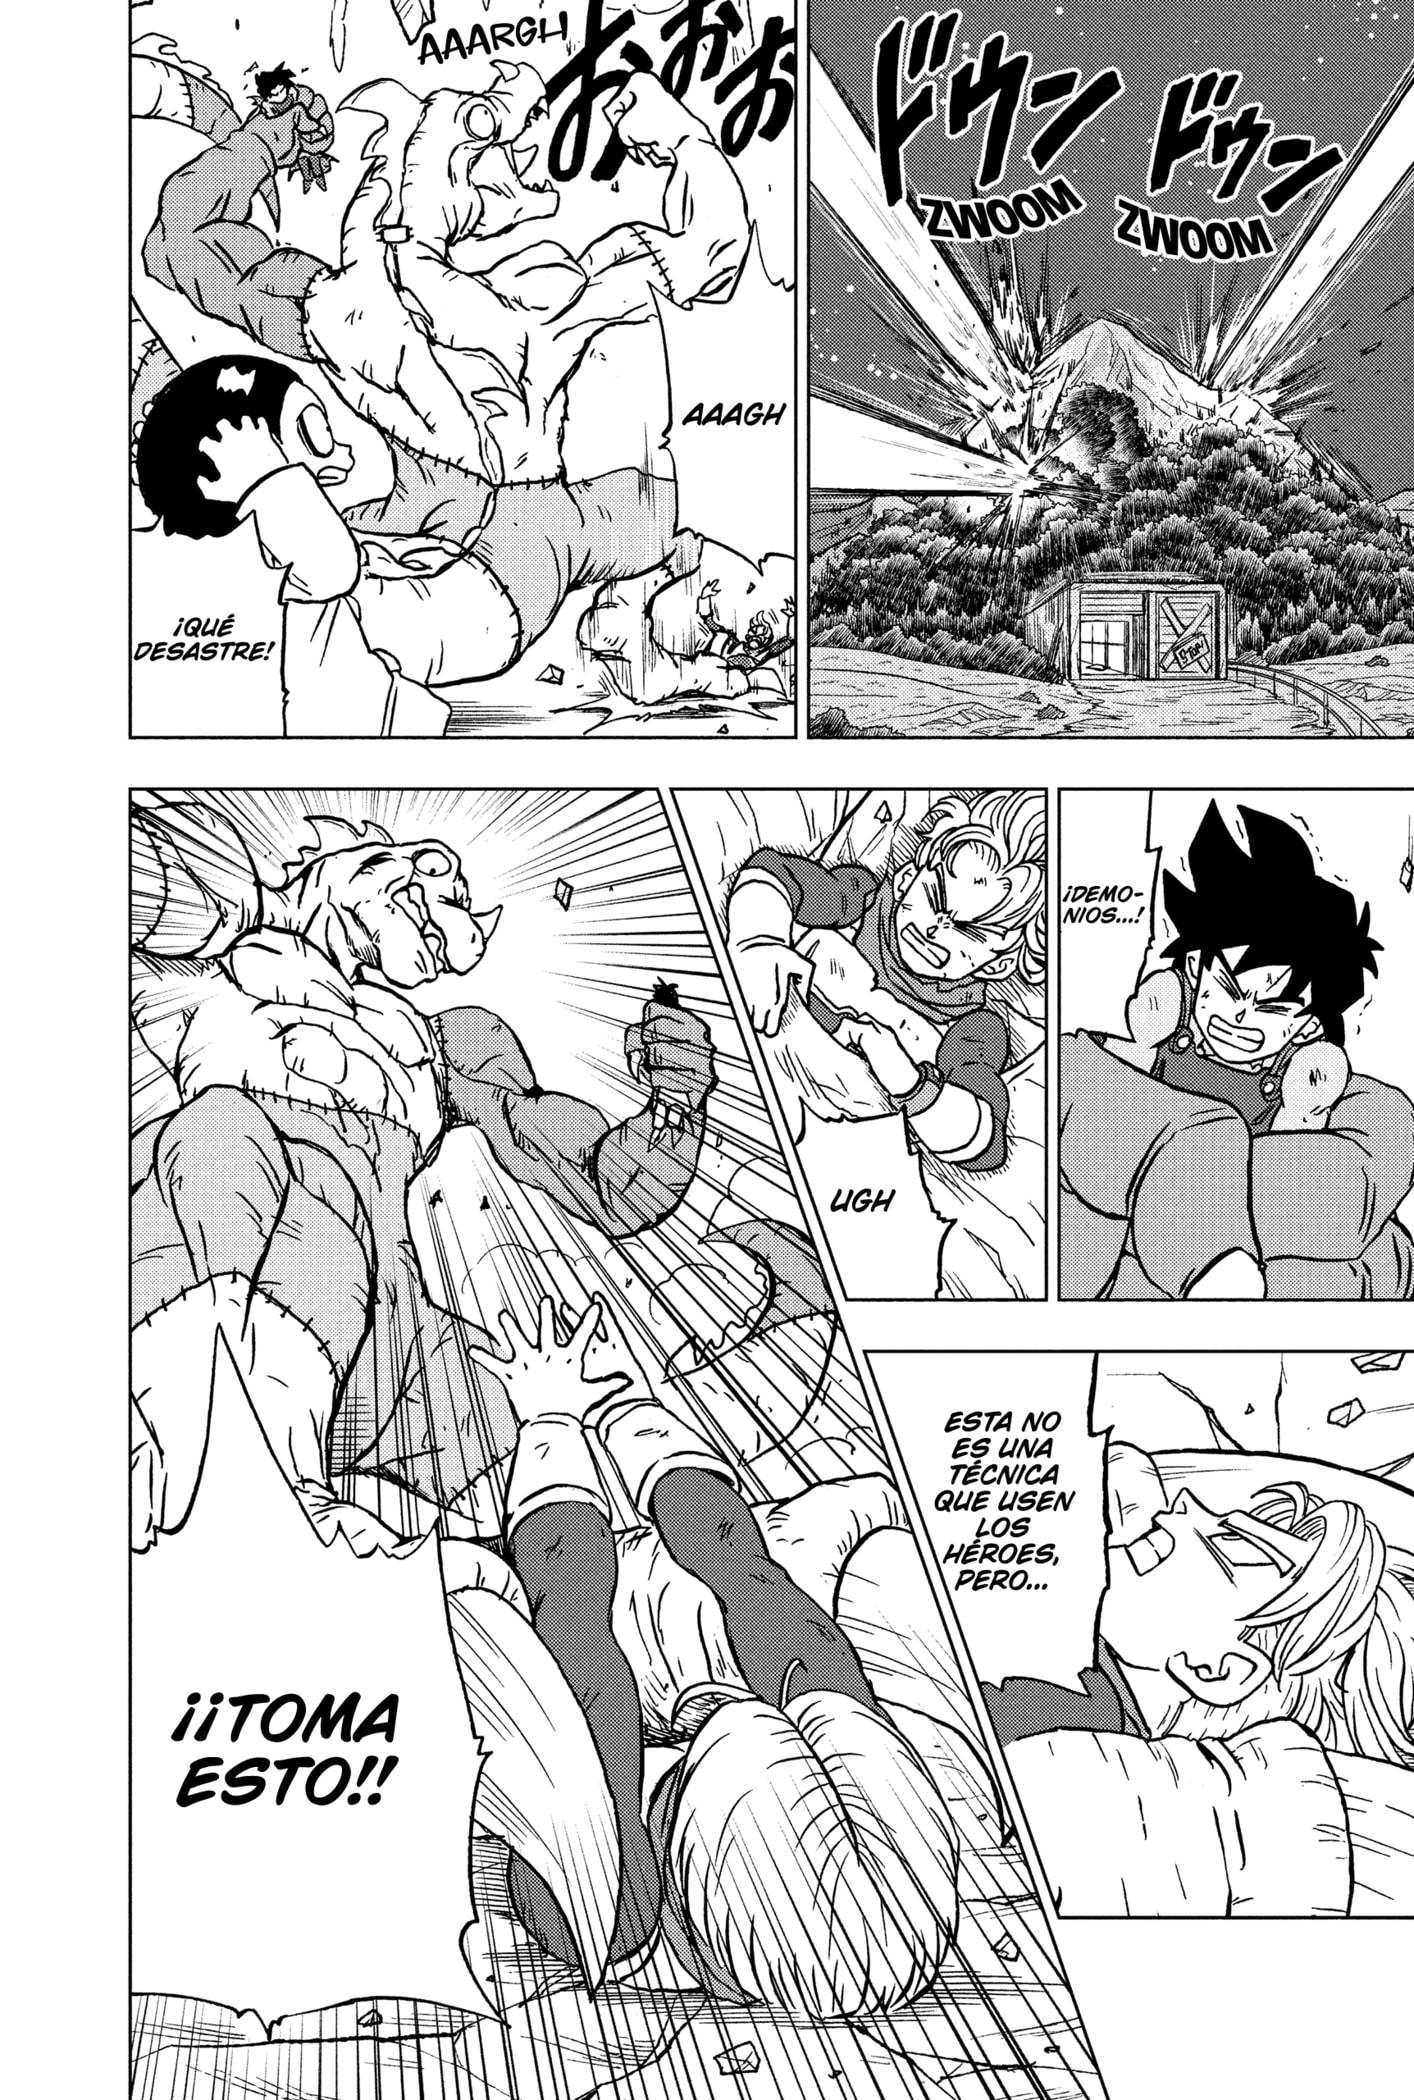 ドウン
ドウン
ZWOOM
ZWOOM
STOP
AAARGH
おおお
AAAGH
¡QUÉ
DESASTRE!
¡DEMO-
NIOS...!
UGH
ESTA NO
ES UNA
TÉCNICA
QUE USEN
LOS
HÉROES,
PERO...
¡¡TOMA
ESTO!!